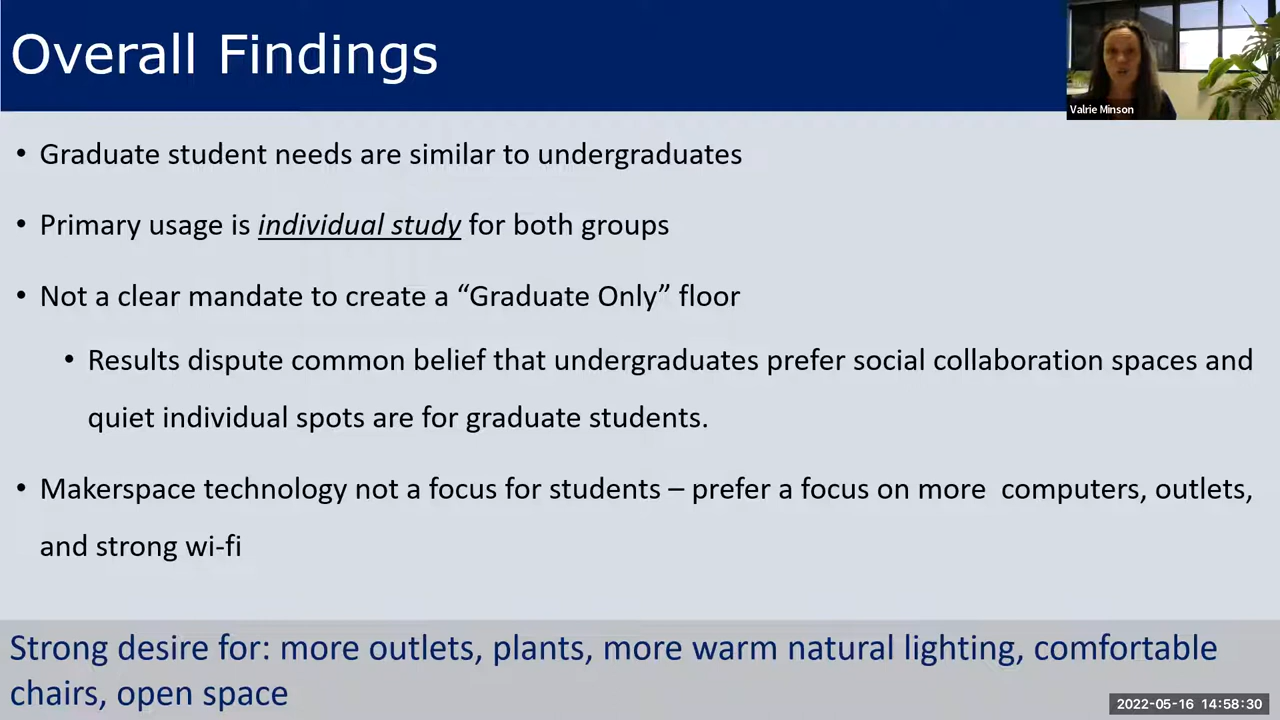 Overall Findings
Valrie Minson
• Graduate student needs are similar to undergraduates
• Primary usage is individual study for both groups
• Not a clear mandate to create a “Graduate Only” floor
• Results dispute common belief that undergraduates prefer social collaboration spaces and
quiet individual spots are for graduate students.
• Makerspace technology not a focus for students – prefer a focus on more  computers, outlets,
and strong wi-fi
Strong desire for: more outlets, plants, more warm natural lighting, comfortable
chairs, open space
2022-05-16 14:58:30